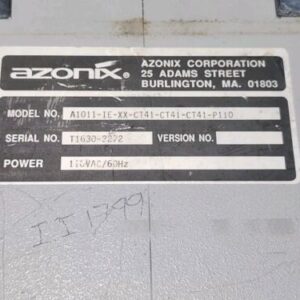 azonix®
AZONIX CORPORATION
25 ADAMS STREET
BURLINGTON, MA. 01803
MODEL NO. A1011-IE-XX-CT41-CT41-CT41-P110
SERIAL NO. T1630-2272 VERSION NO.
POWER 115VAC/60Hz
II1399